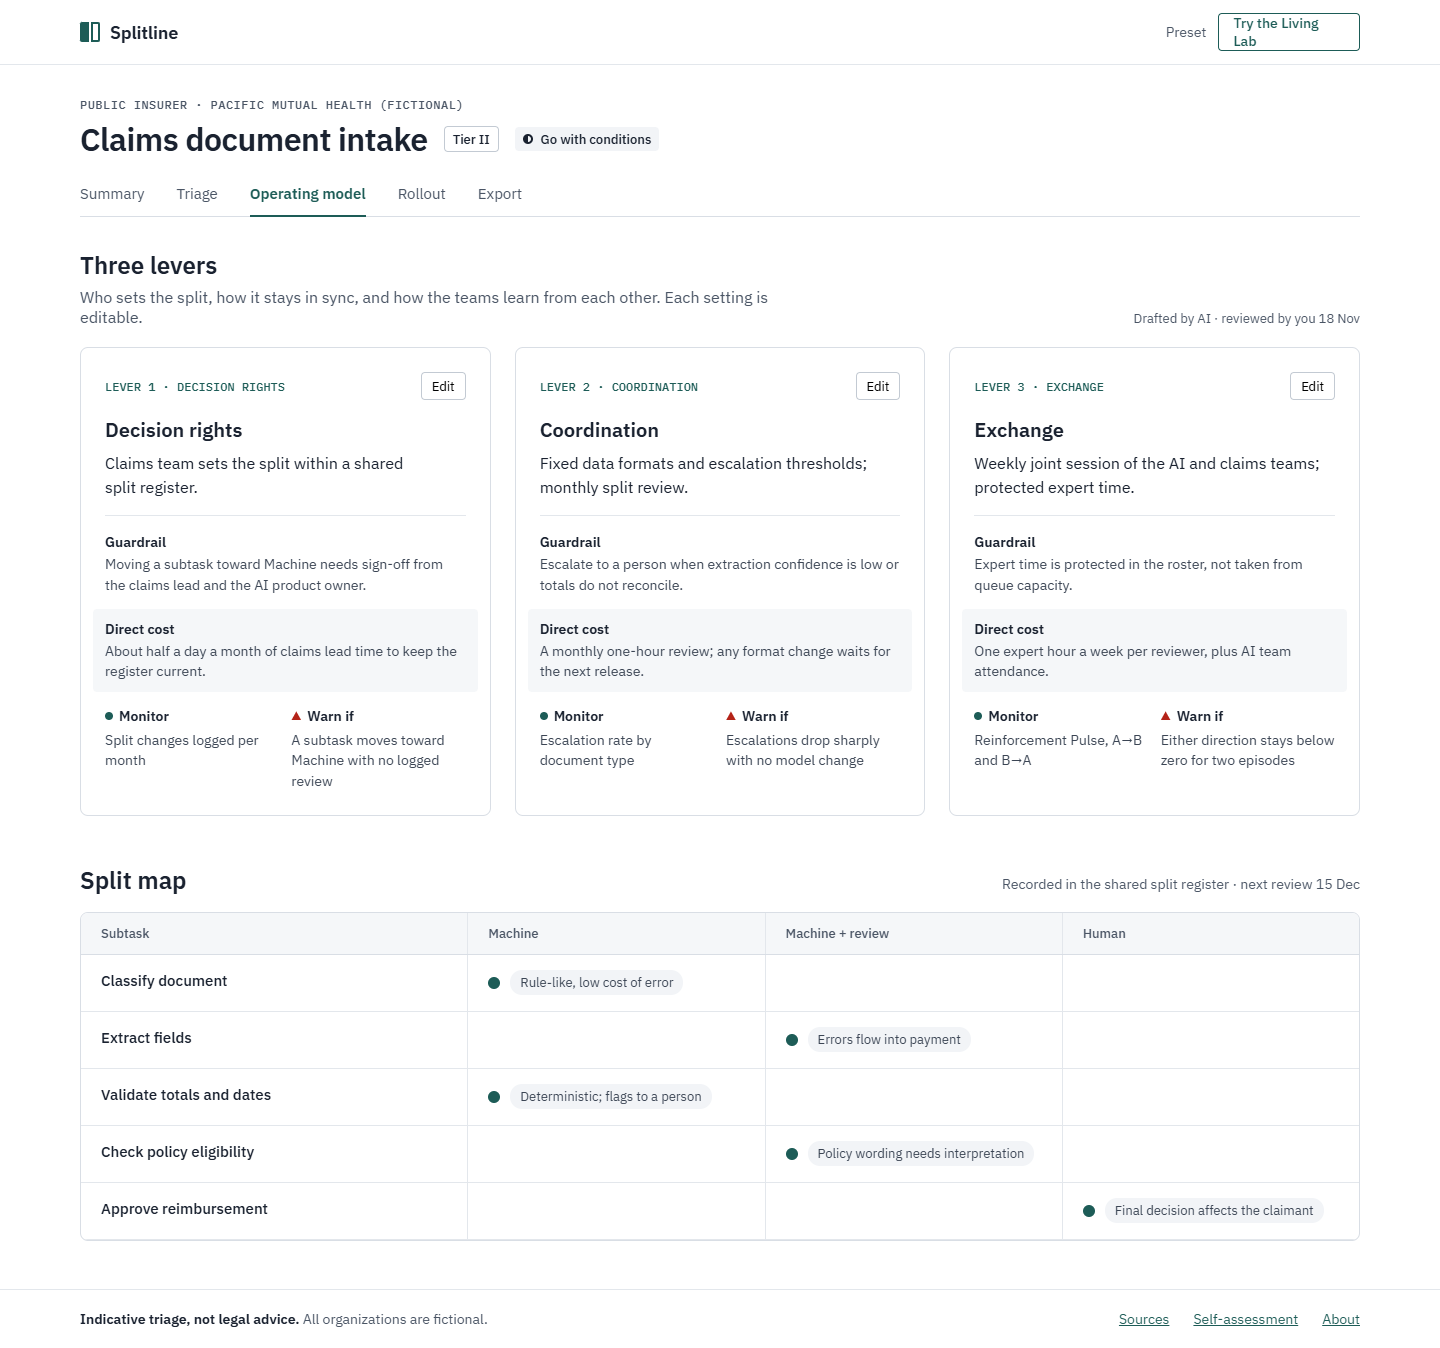 Splitline
Preset
Try the Living
Lab
PUBLIC INSURER · PACIFIC MUTUAL HEALTH (FICTIONAL)
Claims document intake
Tier II
Go with conditions
Summary
Triage
Operating model
Rollout
Export
Three levers
Who sets the split, how it stays in sync, and how the teams learn from each other. Each setting is
editable.
Drafted by AI · reviewed by you 18 Nov
LEVER 1 · DECISION RIGHTS
Edit
Decision rights
Claims team sets the split within a shared
split register.
Guardrail
Moving a subtask toward Machine needs sign-off from
the claims lead and the AI product owner.
Direct cost
About half a day a month of claims lead time to keep the
register current.
Monitor
Split changes logged per
month
Warn if
A subtask moves toward
Machine with no logged
review
LEVER 2 · COORDINATION
Edit
Coordination
Fixed data formats and escalation thresholds;
monthly split review.
Guardrail
Escalate to a person when extraction confidence is low or
totals do not reconcile.
Direct cost
A monthly one-hour review; any format change waits for
the next release.
Monitor
Escalation rate by
document type
Warn if
Escalations drop sharply
with no model change
LEVER 3 · EXCHANGE
Edit
Exchange
Weekly joint session of the AI and claims teams;
protected expert time.
Guardrail
Expert time is protected in the roster, not taken from
queue capacity.
Direct cost
One expert hour a week per reviewer, plus AI team
attendance.
Monitor
Reinforcement Pulse, A→B
and B→A
Warn if
Either direction stays below
zero for two episodes
Split map
Recorded in the shared split register · next review 15 Dec
Subtask
Machine
Machine + review
Human
Classify document
Rule-like, low cost of error
Extract fields
Errors flow into payment
Validate totals and dates
Deterministic; flags to a person
Check policy eligibility
Policy wording needs interpretation
Approve reimbursement
Final decision affects the claimant
Indicative triage, not legal advice. All organizations are fictional.
Sources
Self-assessment
About